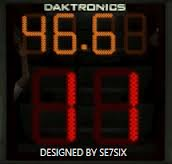 DAKTRONICS
46.6
11
DESIGNED BY SE7SIX